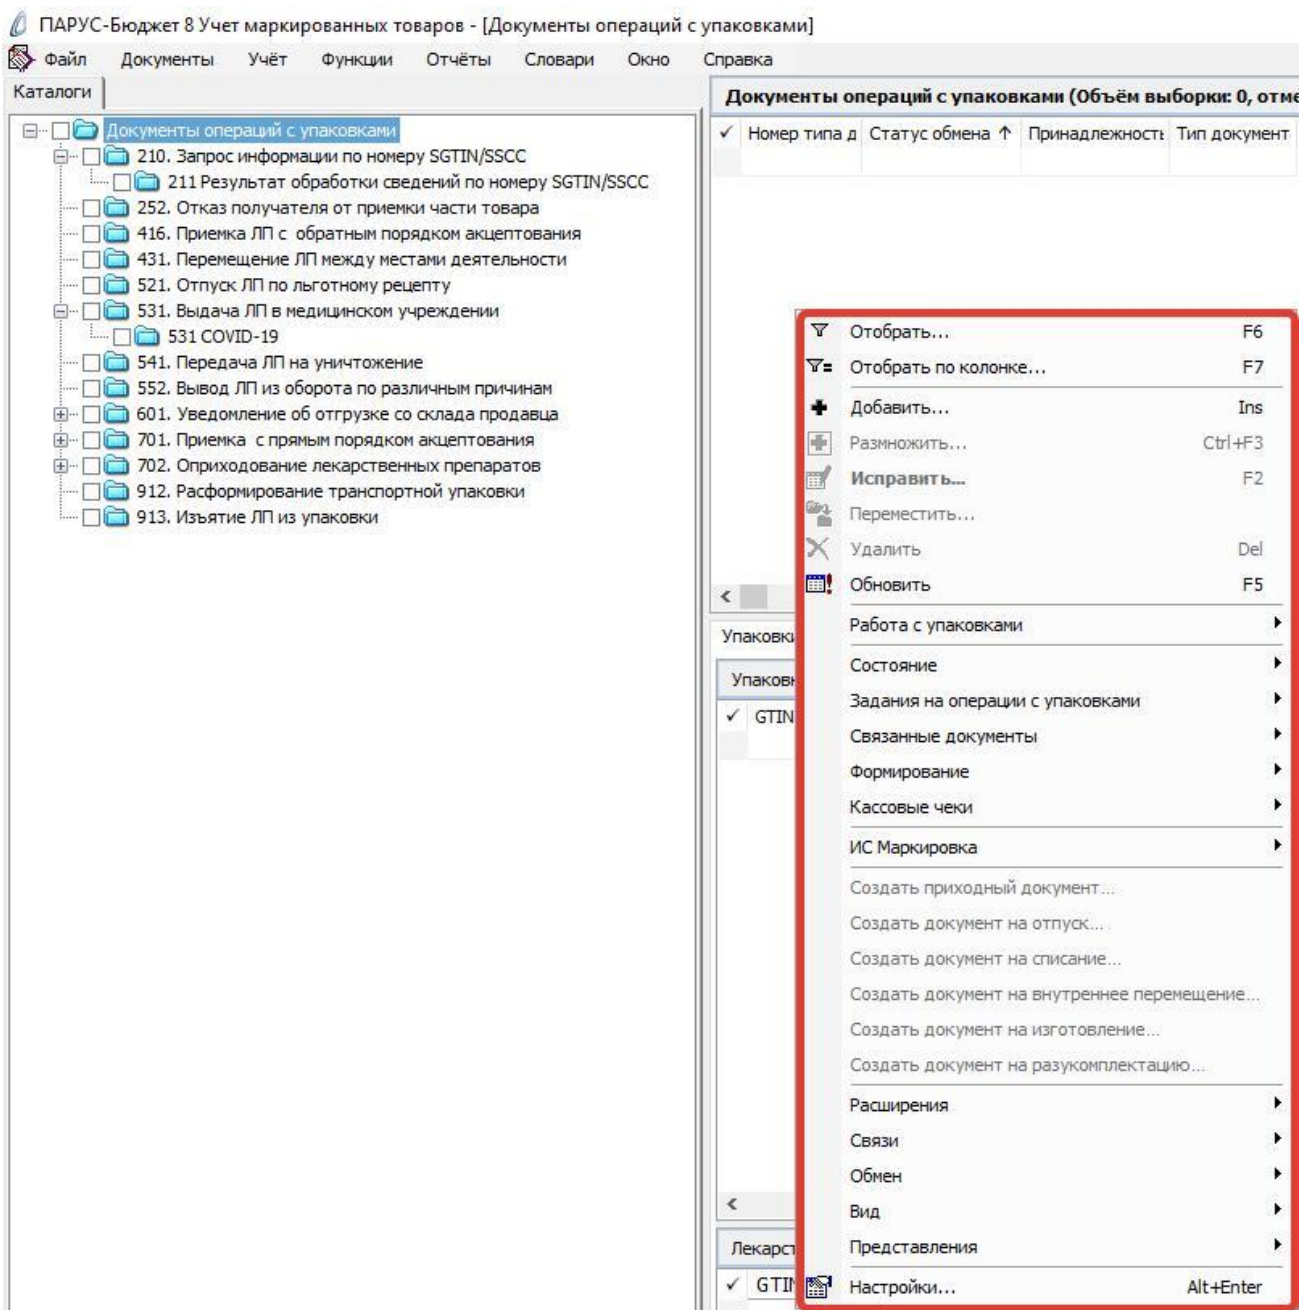 ПАРУС-Бюджет 8 Учет маркированных товаров - [Документы операций с упаковками]
Файл Документы Учёт Функции Отчёты Словари Окно Справка
Каталоги
Документы операций с упаковками
210. Запрос информации по номеру SGTIN/SSCC
211 Результат обработки сведений по номеру SGTIN/SSCC
252. Отказ получателя от приемки части товара
416. Приемка ЛП с обратным порядком акцептования
431. Перемещение ЛП между местами деятельности
521. Отпуск ЛП по льготному рецепту
531. Выдача ЛП в медицинском учреждении
531 COVID-19
541. Передача ЛП на уничтожение
552. Вывод ЛП из оборота по различным причинам
601. Уведомление об отгрузке со склада продавца
701. Приемка с прямым порядком акцептования
702. Оприходование лекарственных препаратов
912. Расформирование транспортной упаковки
913. Изъятие ЛП из упаковки
Документы операций с упаковками (Объём выборки: 0, отме
✓ Номер типа д Статус обмена ↑ Принадлежность Тип документ
Упаковки
Упаковк
✓ GTIN
Лекарст
✓ GTIN
Отобрать... F6
Отобрать по колонке... F7
Добавить... Ins
Размножить... Ctrl+F3
Исправить... F2
Переместить...
Удалить Del
Обновить F5
Работа с упаковками
Состояние
Задания на операции с упаковками
Связанные документы
Формирование
Кассовые чеки
ИС Маркировка
Создать приходный документ...
Создать документ на отпуск...
Создать документ на списание...
Создать документ на внутреннее перемещение...
Создать документ на изготовление...
Создать документ на разукомплектацию...
Расширения
Связи
Обмен
Вид
Представления
Настройки... Alt+Enter